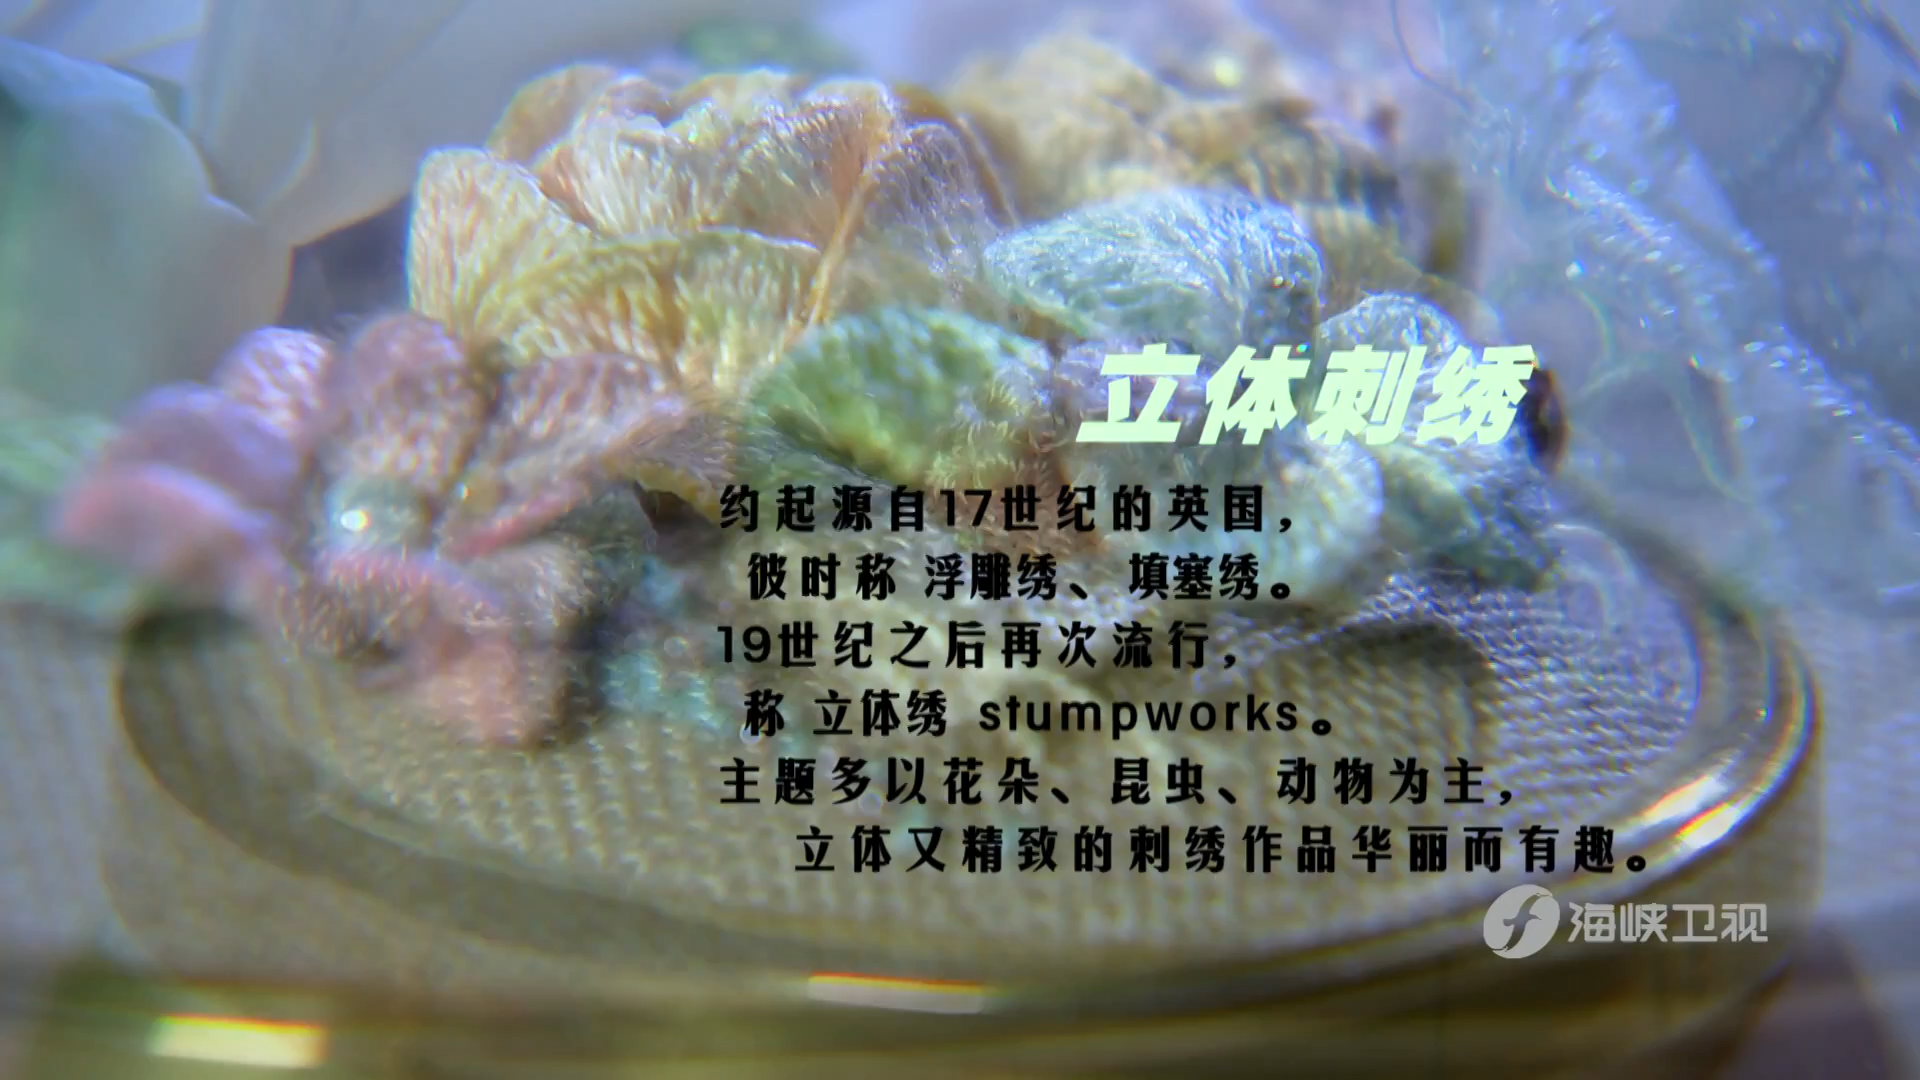 立体刺绣
约起源自17世纪的英国，
彼时称 浮雕绣、填塞绣。
19世纪之后再次流行，
称 立体绣 stumpworks。
主题多以花朵、昆虫、动物为主，
立体又精致的刺绣作品华丽而有趣。
海峡卫视